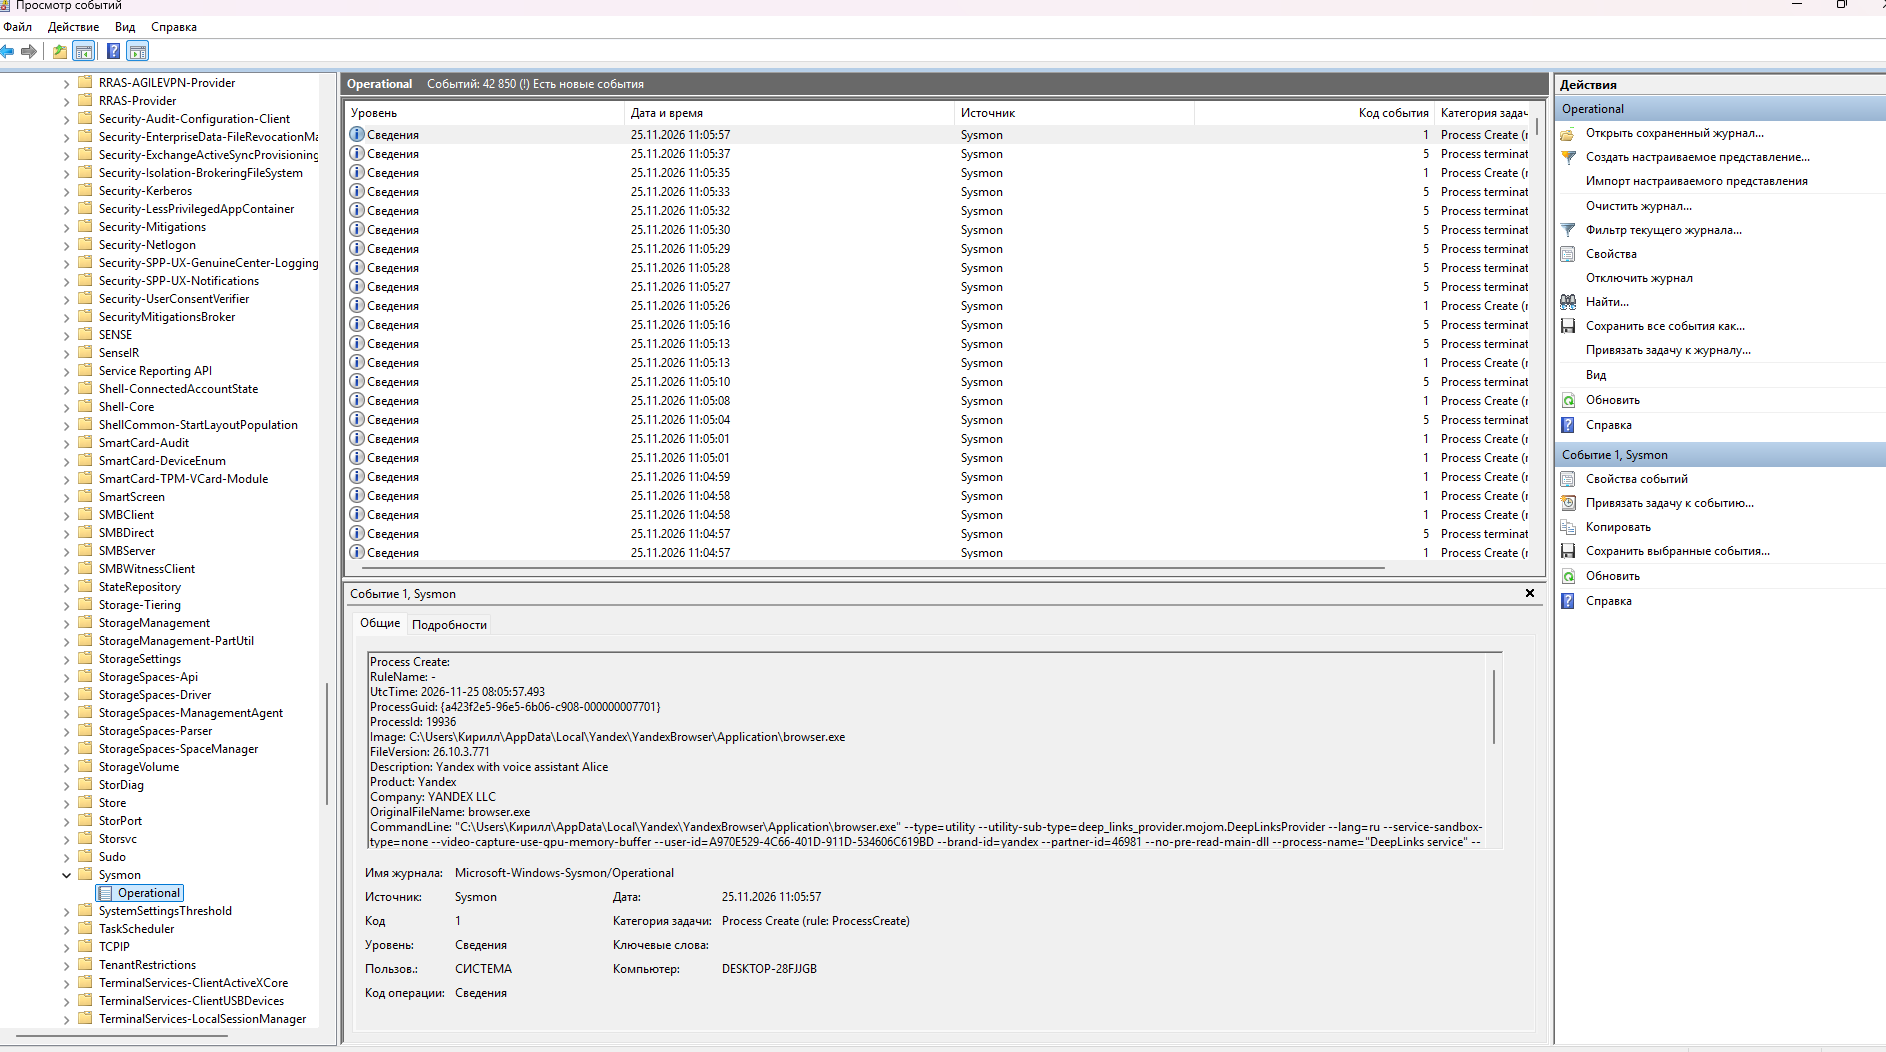 Просмотр событий
Файл Действие Вид Справка
RRAS-AGILEVPN-Provider
RRAS-Provider
Security-Audit-Configuration-Client
Security-EnterpriseData-FileRevocationMa
Security-ExchangeActiveSyncProvisioning
Security-Isolation-BrokeringFileSystem
Security-Kerberos
Security-LessPrivilegedAppContainer
Security-Mitigations
Security-Netlogon
Security-SPP-UX-GenuineCenter-Logging
Security-SPP-UX-Notifications
Security-UserConsentVerifier
SecurityMitigationsBroker
SENSE
SenseIR
Service Reporting API
Shell-ConnectedAccountState
Shell-Core
ShellCommon-StartLayoutPopulation
SmartCard-Audit
SmartCard-DeviceEnum
SmartCard-TPM-VCard-Module
SmartScreen
SMBClient
SMBDirect
SMBServer
SMBWitnessClient
StateRepository
Storage-Tiering
StorageManagement
StorageManagement-PartUtil
StorageSettings
StorageSpaces-Api
StorageSpaces-Driver
StorageSpaces-ManagementAgent
StorageSpaces-Parser
StorageSpaces-SpaceManager
StorageVolume
StorDiag
Store
StorPort
Storsvc
Sudo
Sysmon
Operational
SystemSettingsThreshold
TaskScheduler
TCPIP
TenantRestrictions
TerminalServices-ClientActiveXCore
TerminalServices-ClientUSBDevices
TerminalServices-LocalSessionManager
Operational Событий: 42 850 (!) Есть новые события
Уровень Дата и время Источник Код события Категория задач
Сведения 25.11.2026 11:05:57 Sysmon 1 Process Create (r
Сведения 25.11.2026 11:05:37 Sysmon 5 Process terminat
Сведения 25.11.2026 11:05:35 Sysmon 1 Process Create (r
Сведения 25.11.2026 11:05:33 Sysmon 5 Process terminat
Сведения 25.11.2026 11:05:32 Sysmon 5 Process terminat
Сведения 25.11.2026 11:05:30 Sysmon 5 Process terminat
Сведения 25.11.2026 11:05:29 Sysmon 5 Process terminat
Сведения 25.11.2026 11:05:28 Sysmon 5 Process terminat
Сведения 25.11.2026 11:05:27 Sysmon 5 Process terminat
Сведения 25.11.2026 11:05:26 Sysmon 1 Process Create (r
Сведения 25.11.2026 11:05:16 Sysmon 5 Process terminat
Сведения 25.11.2026 11:05:13 Sysmon 5 Process terminat
Сведения 25.11.2026 11:05:13 Sysmon 1 Process Create (r
Сведения 25.11.2026 11:05:10 Sysmon 5 Process terminat
Сведения 25.11.2026 11:05:08 Sysmon 1 Process Create (r
Сведения 25.11.2026 11:05:04 Sysmon 5 Process terminat
Сведения 25.11.2026 11:05:01 Sysmon 1 Process Create (r
Сведения 25.11.2026 11:05:01 Sysmon 1 Process Create (r
Сведения 25.11.2026 11:04:59 Sysmon 1 Process Create (r
Сведения 25.11.2026 11:04:58 Sysmon 1 Process Create (r
Сведения 25.11.2026 11:04:58 Sysmon 1 Process Create (r
Сведения 25.11.2026 11:04:57 Sysmon 5 Process terminat
Сведения 25.11.2026 11:04:57 Sysmon 1 Process Create (r
Событие 1, Sysmon
Общие Подробности
Process Create:
RuleName: -
UtcTime: 2026-11-25 08:05:57.493
ProcessGuid: {a423f2e5-96e5-6b06-c908-000000007701}
ProcessId: 19936
Image: C:\Users\Кирилл\AppData\Local\Yandex\YandexBrowser\Application\browser.exe
FileVersion: 26.10.3.771
Description: Yandex with voice assistant Alice
Product: Yandex
Company: YANDEX LLC
OriginalFileName: browser.exe
CommandLine: "C:\Users\Кирилл\AppData\Local\Yandex\YandexBrowser\Application\browser.exe" --type=utility --utility-sub-type=deep_links_provider.mojom.DeepLinksProvider --lang=ru --service-sandbox-
type=none --video-capture-use-gpu-memory-buffer --user-id=A970E529-4C66-401D-911D-534606C619BD --brand-id=yandex --partner-id=46981 --no-pre-read-main-dll --process-name="DeepLinks service" --
Имя журнала: Microsoft-Windows-Sysmon/Operational
Источник: Sysmon Дата: 25.11.2026 11:05:57
Код 1 Категория задачи: Process Create (rule: ProcessCreate)
Уровень: Сведения Ключевые слова:
Пользов.: СИСТЕМА Компьютер: DESKTOP-28FJJGB
Код операции: Сведения
Действия
Operational
Открыть сохраненный журнал...
Создать настраиваемое представление...
Импорт настраиваемого представления
Очистить журнал...
Фильтр текущего журнала...
Свойства
Отключить журнал
Найти...
Сохранить все события как...
Привязать задачу к журналу...
Вид
Обновить
Справка
Событие 1, Sysmon
Свойства событий
Привязать задачу к событию...
Копировать
Сохранить выбранные события...
Обновить
Справка